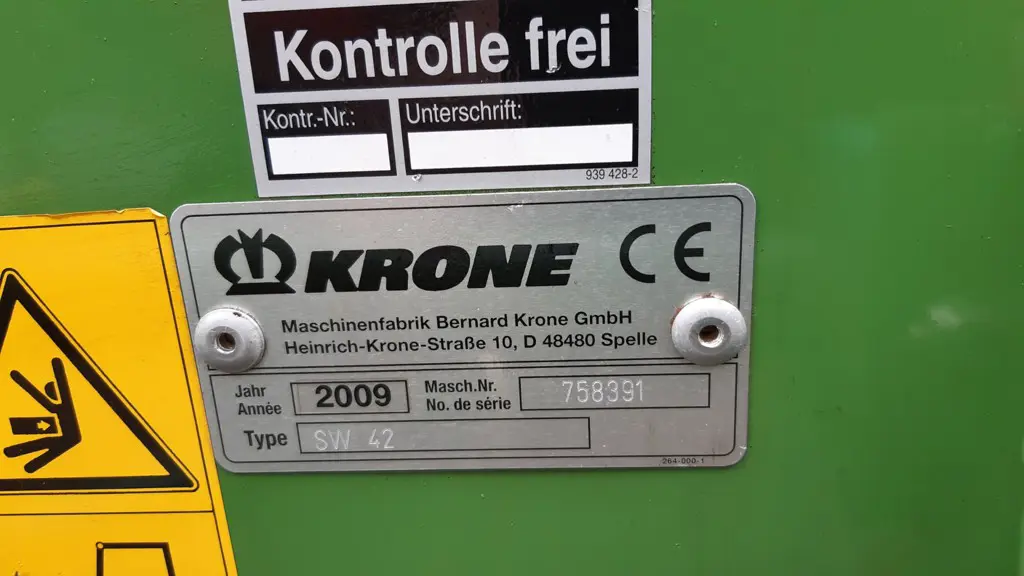 Kontrolle frei
Kontr.-Nr.:
Unterschrift:
939 428-2
KRONE CE
Maschinenfabrik Bernard Krone GmbH
Heinrich-Krone-Straße 10, D 48480 Spelle
Jahr
Année
2009
Masch.Nr.
No. de série
758391
Type
SW 42
264-000-1